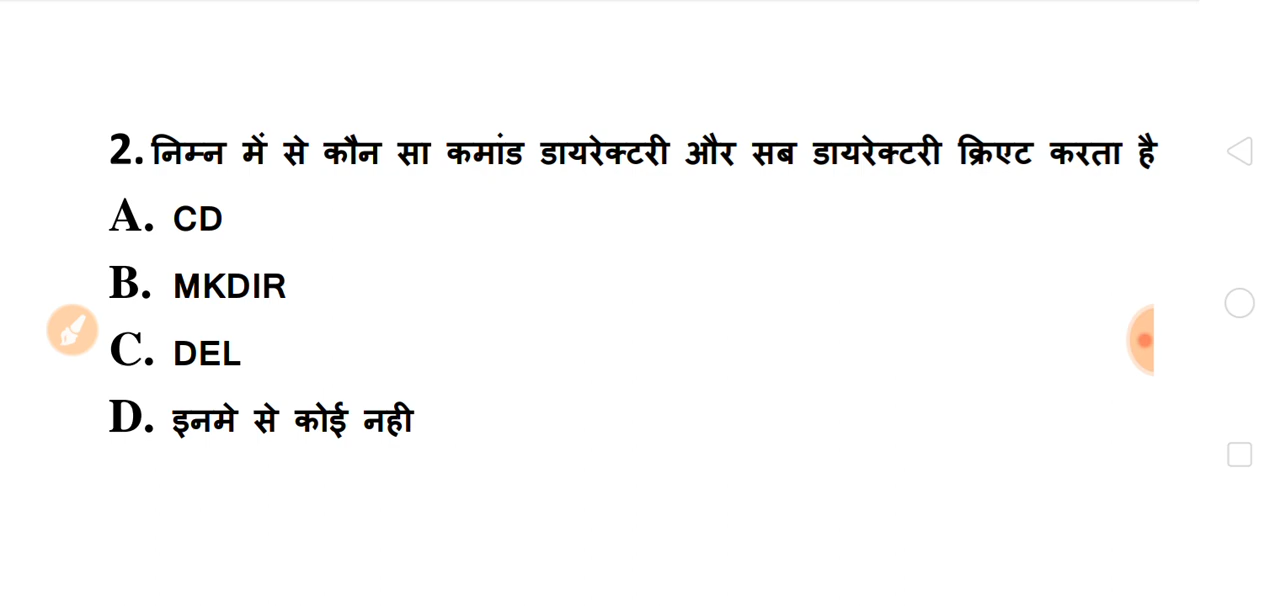 2. निम्न में से कौन सा कमांड डायरेक्टरी और सब डायरेक्टरी क्रिएट करता है
A. CD
B. MKDIR
C. DEL
D. इनमे से कोई नही